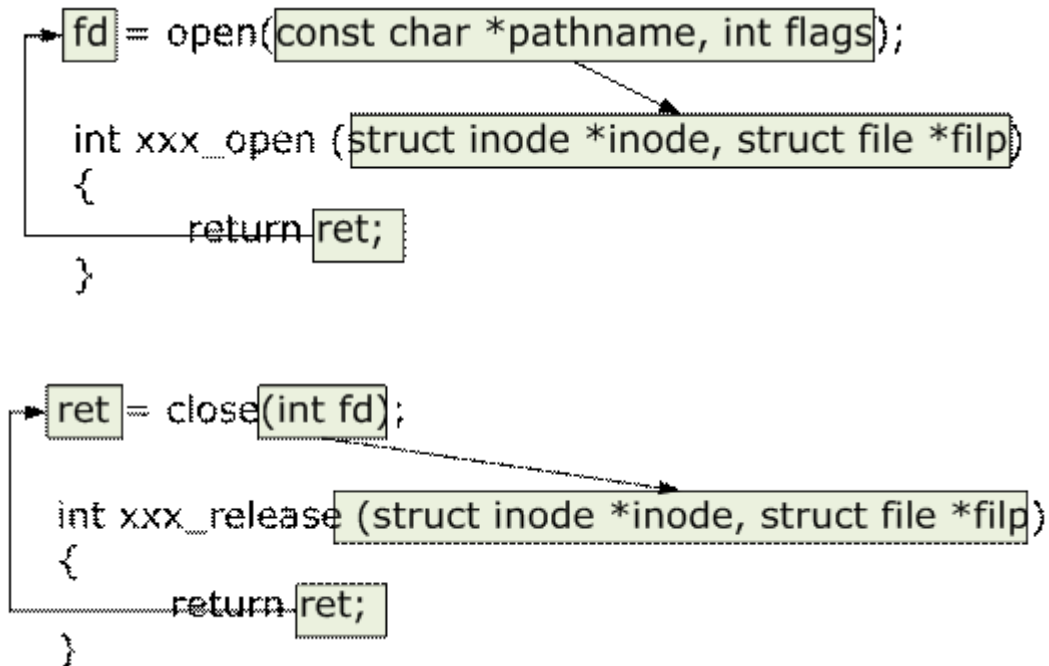 fd = open(const char *pathname, int flags);
int xxx_open (struct inode *inode, struct file *filp)
{
return ret;
}
ret = close(int fd);
int xxx_release (struct inode *inode, struct file *filp)
{
return ret;
}